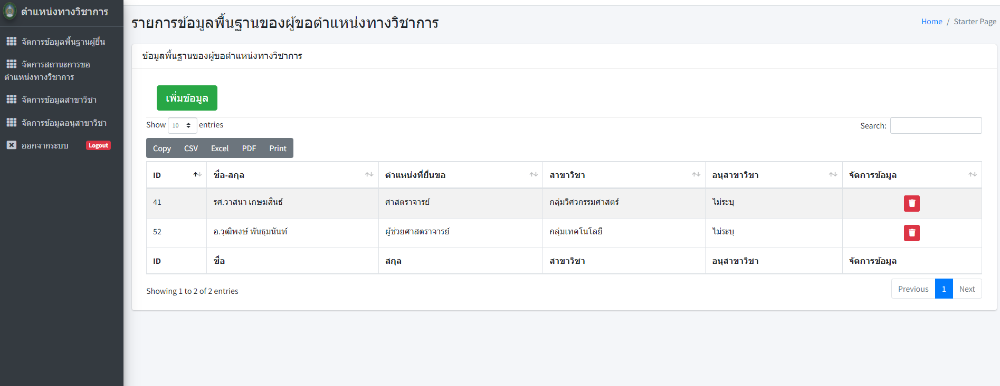 ตำแหน่งทางวิชาการ
จัดการข้อมูลพื้นฐานผู้ยื่น
จัดการสถานะการขอ
ตำแหน่งทางวิชาการ
จัดการข้อมูลสาขาวิชา
จัดการข้อมูลอนุสาขาวิชา
ออกจากระบบ Logout
รายการข้อมูลพื้นฐานของผู้ขอตำแหน่งทางวิชาการ
Home / Starter Page
ข้อมูลพื้นฐานของผู้ขอตำแหน่งทางวิชาการ
เพิ่มข้อมูล
Show 10 entries
Search:
Copy CSV Excel PDF Print
ID ชื่อ-สกุล ตำแหน่งที่ยื่นขอ สาขาวิชา อนุสาขาวิชา จัดการข้อมูล
41 รศ.วาสนา เกษมสินธ์ ศาสตราจารย์ กลุ่มวิศวกรรมศาสตร์ ไม่ระบุ
52 อ.วุฒิพงษ์ พันธุมนันท์ ผู้ช่วยศาสตราจารย์ กลุ่มเทคโนโลยี ไม่ระบุ
ID ชื่อ สกุล สาขาวิชา อนุสาขาวิชา จัดการข้อมูล
Showing 1 to 2 of 2 entries
Previous 1 Next